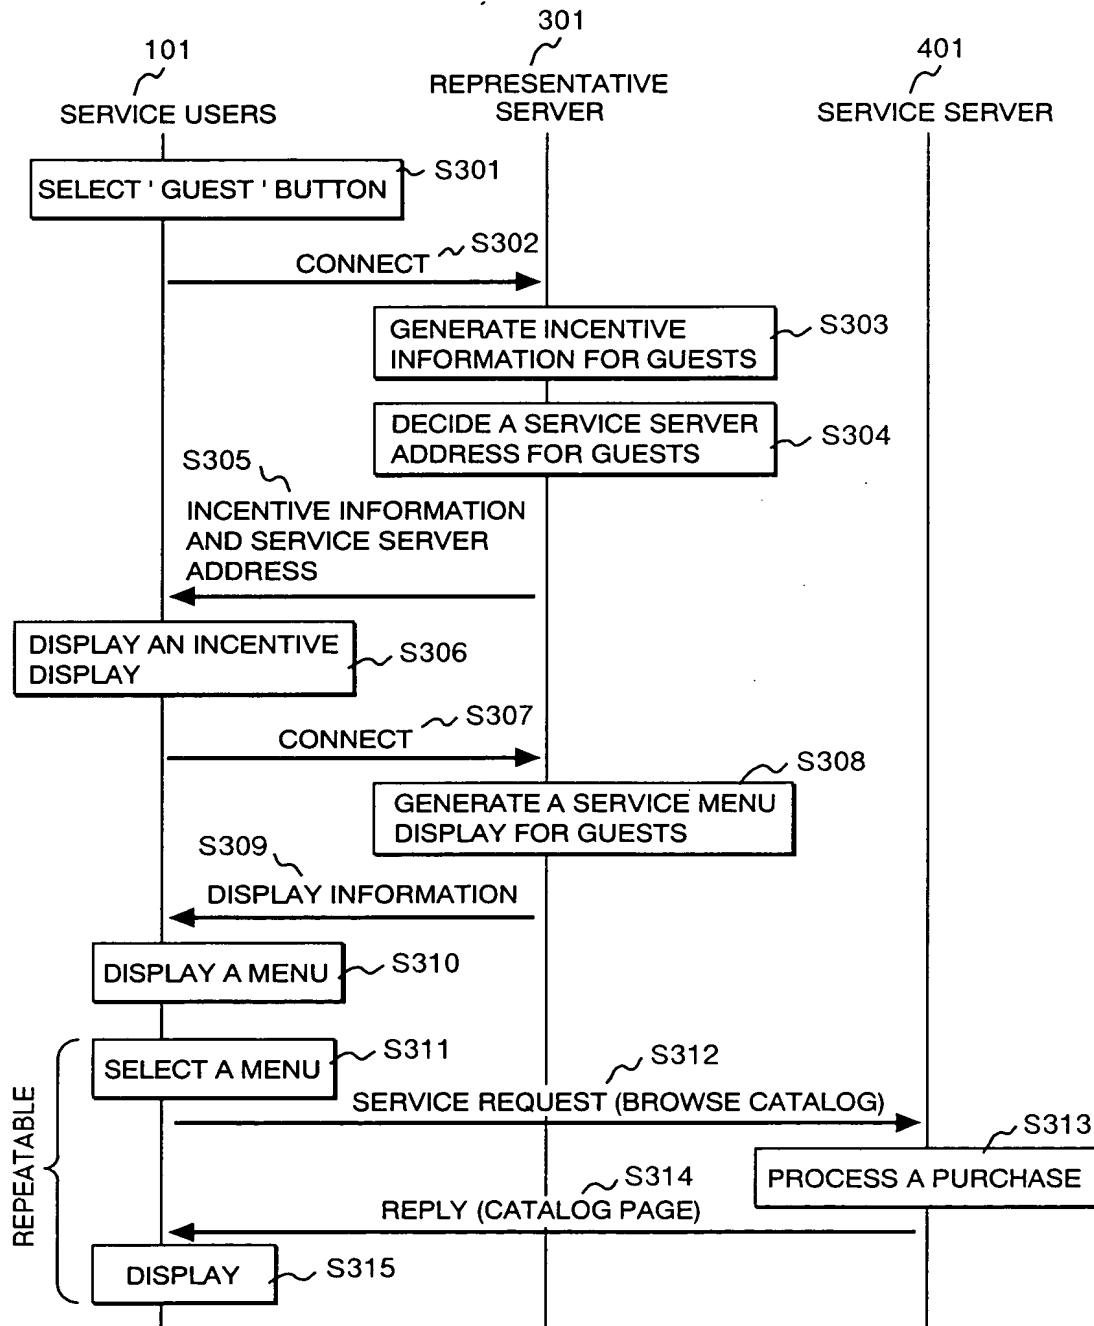 101
SERVICE USERS
301
REPRESENTATIVE
SERVER
401
SERVICE SERVER
SELECT ' GUEST ' BUTTON
S301
S302
CONNECT
GENERATE INCENTIVE
INFORMATION FOR GUESTS
S303
DECIDE A SERVICE SERVER
ADDRESS FOR GUESTS
S304
S305
INCENTIVE INFORMATION
AND SERVICE SERVER
ADDRESS
DISPLAY AN INCENTIVE
DISPLAY
S306
S307
CONNECT
S308
GENERATE A SERVICE MENU
DISPLAY FOR GUESTS
S309
DISPLAY INFORMATION
DISPLAY A MENU
S310
REPEATABLE
SELECT A MENU
S311
S312
SERVICE REQUEST (BROWSE CATALOG)
S313
PROCESS A PURCHASE
S314
REPLY (CATALOG PAGE)
DISPLAY
S315